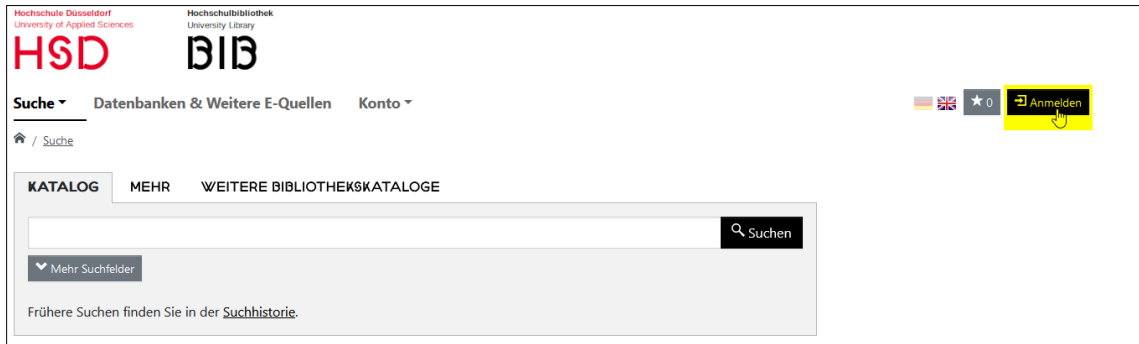 Hochschule Düsseldorf
University of Applied Sciences
HSD
Hochschulbibliothek
University Library
BIB
Suche Datenbanken & Weitere E-Quellen Konto
0 Anmelden
/ Suche
KATALOG MEHR WEITERE BIBLIOTHEKSKATALOGE
Suchen
Mehr Suchfelder
Frühere Suchen finden Sie in der Suchhistorie.